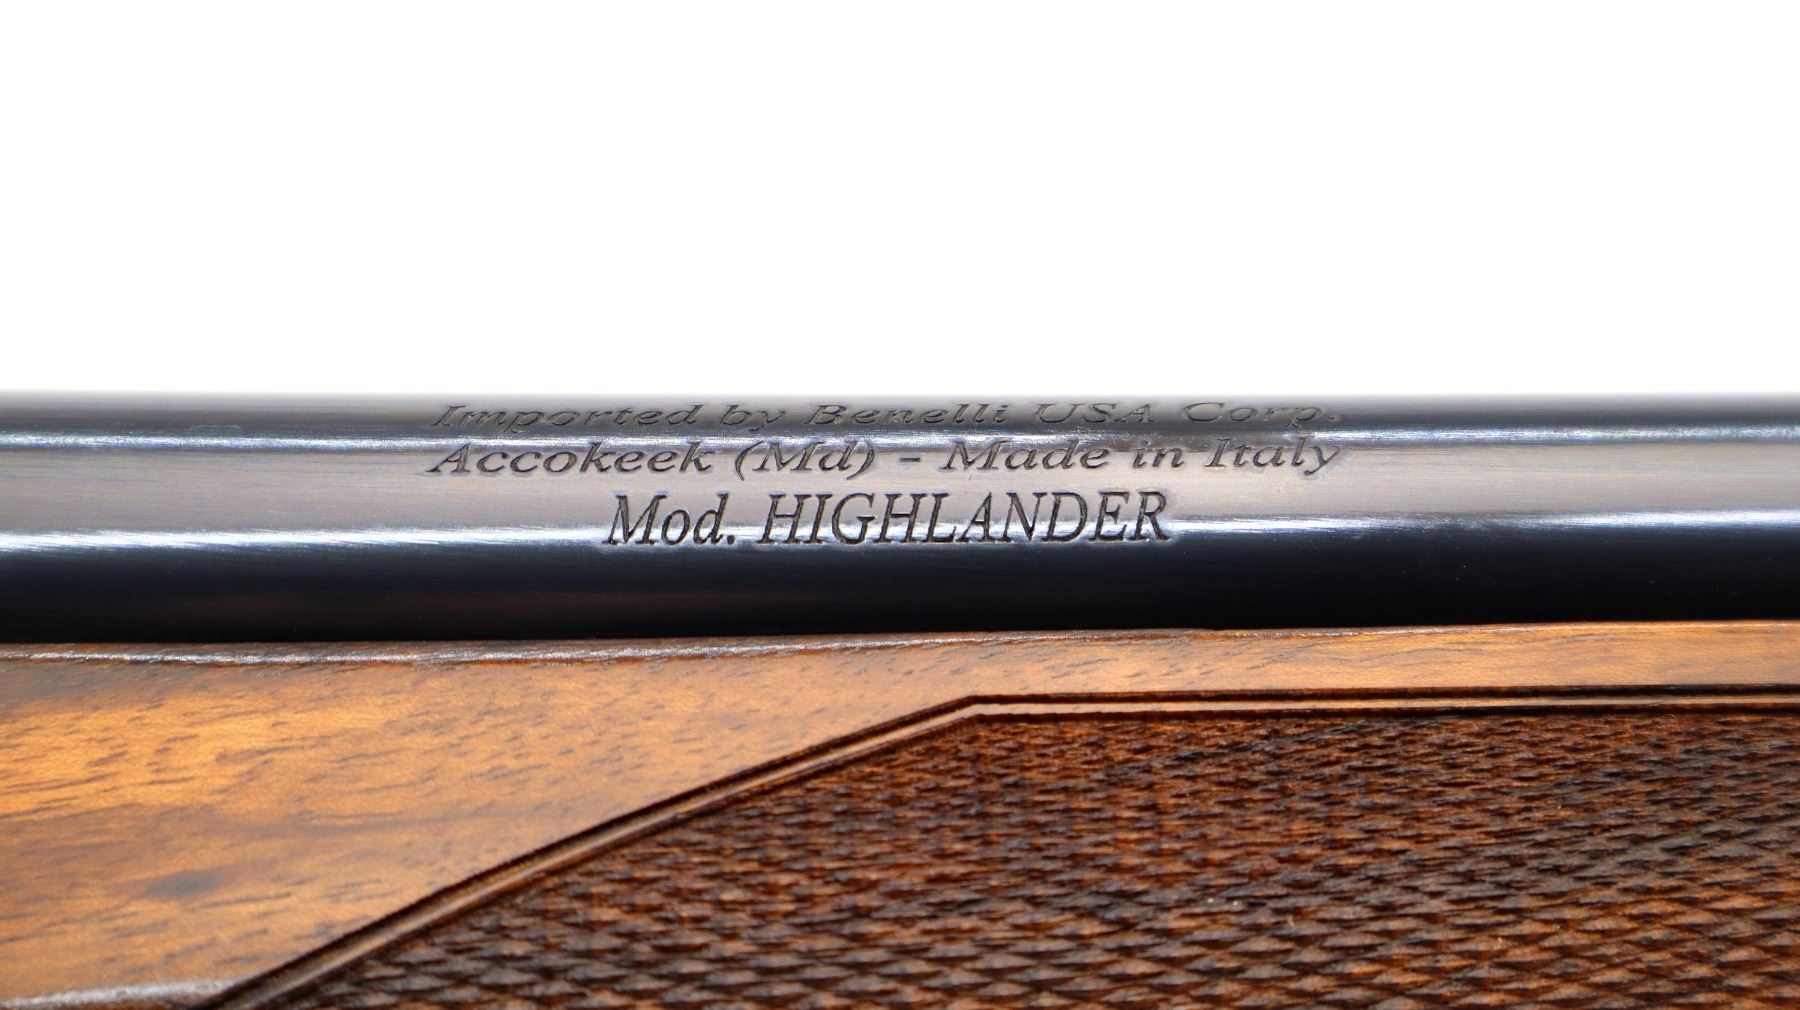 Imported by Benelli USA Corp.
Accokeek (Md) - Made in Italy
Mod. HIGHLANDER